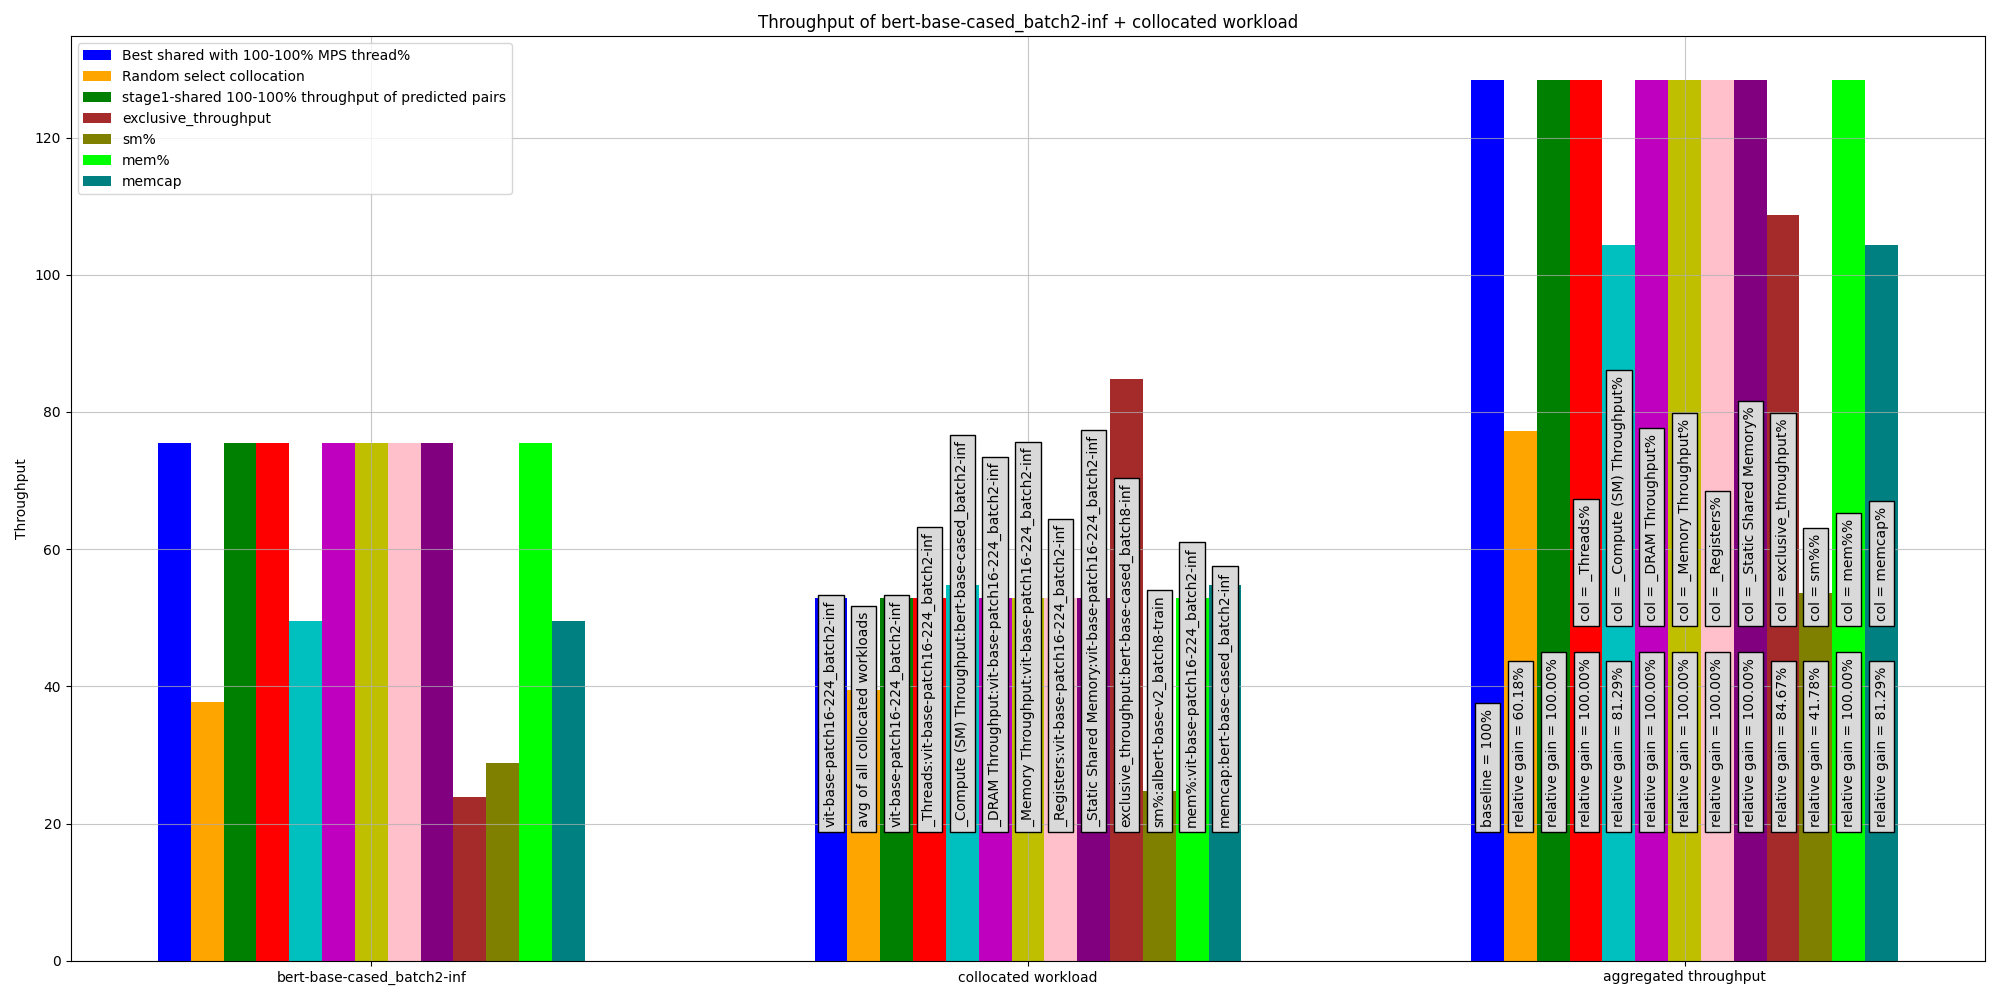 Throughput of bert-base-cased_batch2-inf + collocated workload
Best shared with 100-100% MPS thread%
Random select collocation
stage1-shared 100-100% throughput of predicted pairs
exclusive_throughput
sm%
mem%
memcap
Throughput
120
100
80
60
40
20
0
vit-base-patch16-224_batch2-inf
avg of all collocated workloads
vit-base-patch16-224_batch2-inf
_Threads:vit-base-patch16-224_batch2-inf
_Compute (SM) Throughput:bert-base-cased_batch2-inf
_DRAM Throughput:vit-base-patch16-224_batch2-inf
_Memory Throughput:vit-base-patch16-224_batch2-inf
_Registers:vit-base-patch16-224_batch2-inf
_Static Shared Memory:vit-base-patch16-224_batch2-inf
exclusive_throughput:bert-base-cased_batch8-inf
sm%:albert-base-v2_batch8-train
mem%:vit-base-patch16-224_batch2-inf
memcap:bert-base-cased_batch2-inf
col = _Threads%
col = _Compute (SM) Throughput%
col = _DRAM Throughput%
col = _Memory Throughput%
col = _Registers%
col = _Static Shared Memory%
col = exclusive_throughput%
col = sm%%
col = mem%%
col = memcap%
baseline = 100%
relative gain = 60.18%
relative gain = 100.00%
relative gain = 100.00%
relative gain = 81.29%
relative gain = 100.00%
relative gain = 100.00%
relative gain = 100.00%
relative gain = 100.00%
relative gain = 84.67%
relative gain = 41.78%
relative gain = 100.00%
relative gain = 81.29%
bert-base-cased_batch2-inf
collocated workload
aggregated throughput